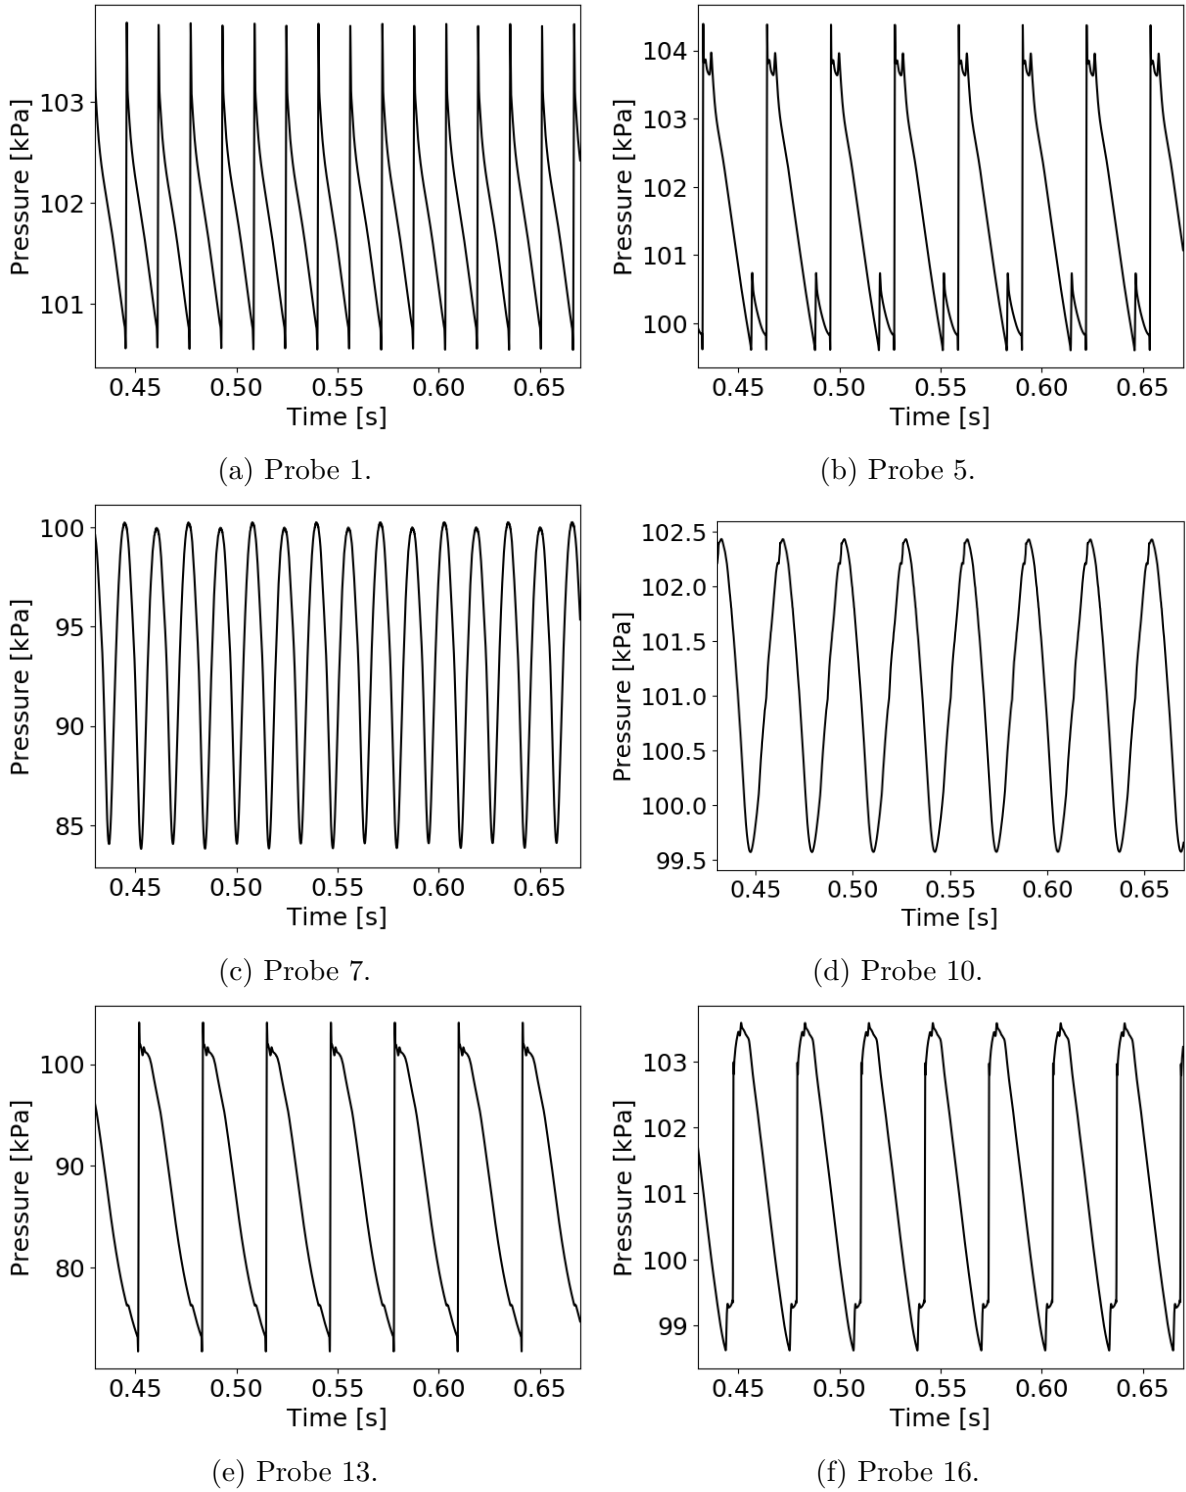 103
102
101
Pressure [kPa]
0.45 0.50 0.55 0.60 0.65
Time [s]
(a) Probe 1.
104
103
102
101
100
Pressure [kPa]
0.45 0.50 0.55 0.60 0.65
Time [s]
(b) Probe 5.
100
95
90
85
Pressure [kPa]
0.45 0.50 0.55 0.60 0.65
Time [s]
(c) Probe 7.
102.5
102.0
101.5
101.0
100.5
100.0
99.5
Pressure [kPa]
0.45 0.50 0.55 0.60 0.65
Time [s]
(d) Probe 10.
100
90
80
Pressure [kPa]
0.45 0.50 0.55 0.60 0.65
Time [s]
(e) Probe 13.
103
102
101
100
99
Pressure [kPa]
0.45 0.50 0.55 0.60 0.65
Time [s]
(f) Probe 16.